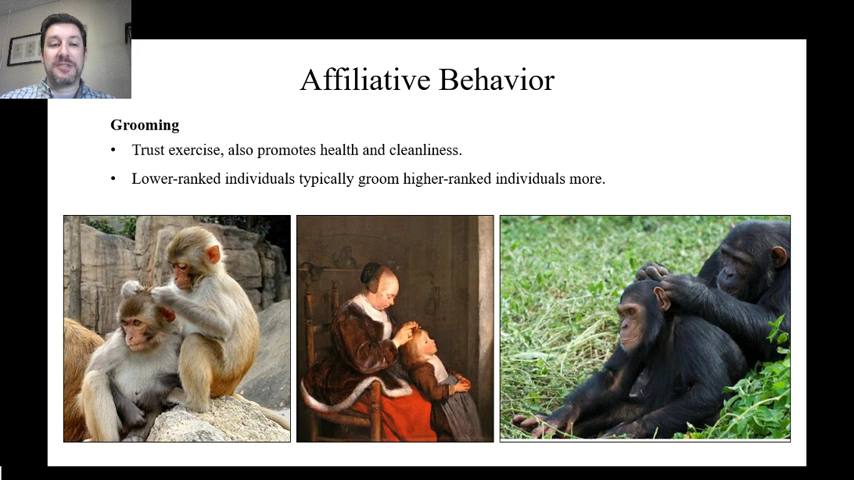 Affiliative Behavior
Grooming
• Trust exercise, also promotes health and cleanliness.
• Lower-ranked individuals typically groom higher-ranked individuals more.